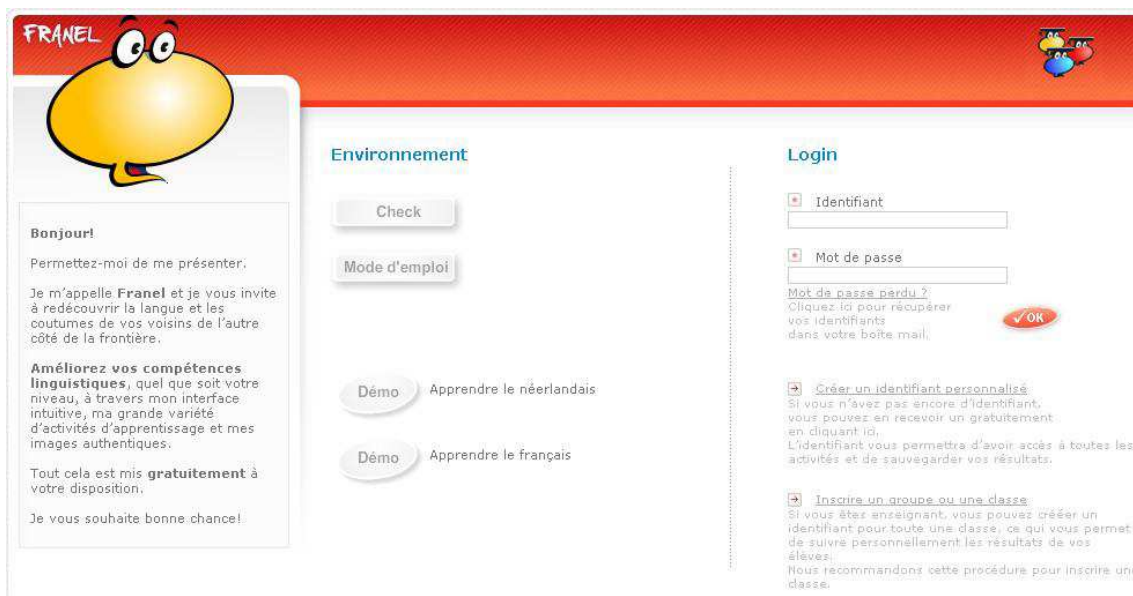 FRANEL
Bonjour!
Permettez-moi de me présenter.
Je m'appelle Franel et je vous invite
à redécouvrir la langue et les
coutumes de vos voisins de l'autre
côté de la frontière.
Améliorez vos compétences
linguistiques, quel que soit votre
niveau, à travers mon interface
intuitive, ma grande variété
d'activités d'apprentissage et mes
images authentiques.
Tout cela est mis gratuitement à
votre disposition.
Je vous souhaite bonne chance!
Environnement
Check
Mode d'emploi
Démo Apprendre le néerlandais
Démo Apprendre le français
Login
Identifiant
Mot de passe
Mot de passe perdu ?
Cliquez ici pour récupérer
vos identifiants
dans votre boîte mail.
OK
Créer un identifiant personnalisé
Si vous n'avez pas encore d'identifiant,
vous pouvez en recevoir un gratuitement
en cliquant ici.
L'identifiant vous permettra d'avoir accès à toutes les
activités et de sauvegarder vos résultats.
Inscrire un groupe ou une classe
Si vous êtes enseignant, vous pouvez crééer un
identifiant pour toute une classe, ce qui vous permet
de suivre personnellement les résultats de vos
élèves.
Nous recommandons cette procédure pour inscrire une
classe.